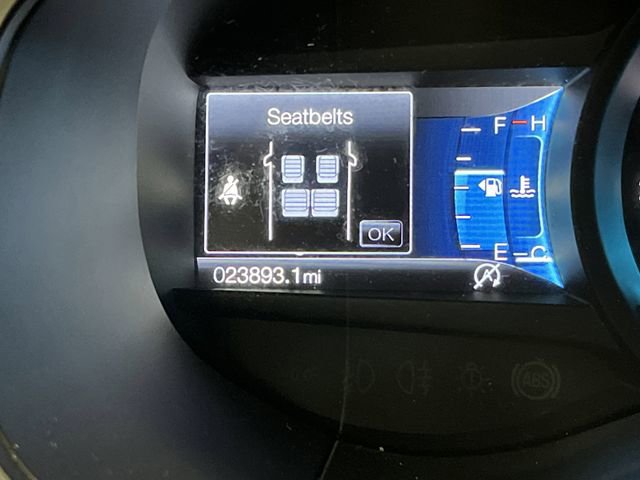 Seatbelts
OK
F
H
E
C
023893.1mi
A
ABS